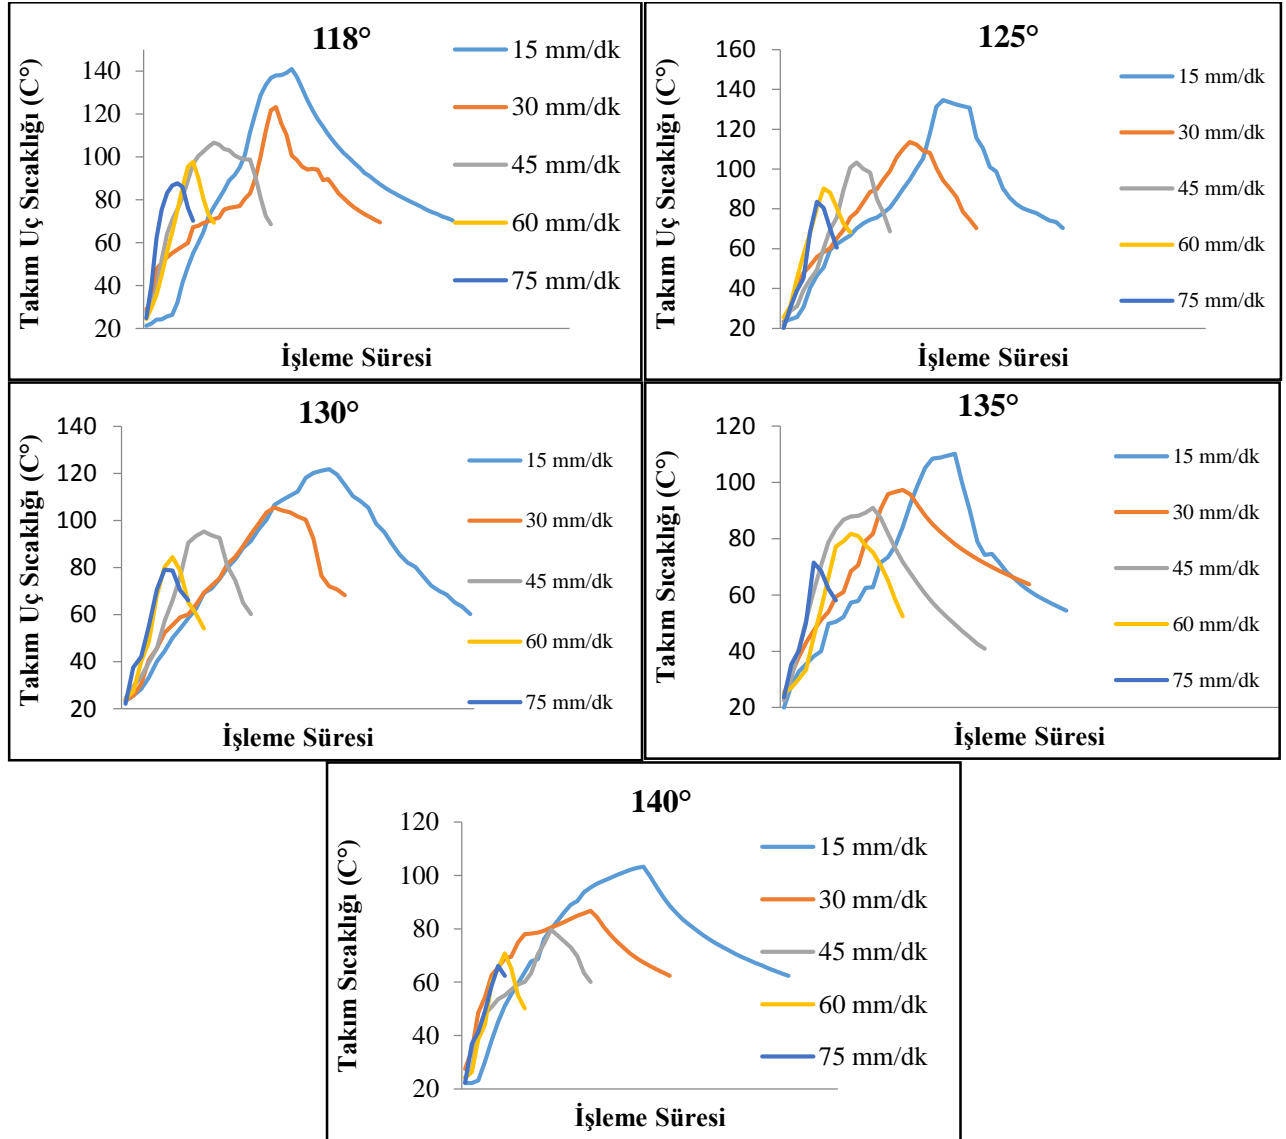 118°
Takım Uç Sıcaklığı (C°)
140
120
100
80
60
40
20
15 mm/dk
30 mm/dk
45 mm/dk
60 mm/dk
75 mm/dk
İşleme Süresi
125°
Takım Uç Sıcaklığı (C°)
160
140
120
100
80
60
40
20
15 mm/dk
30 mm/dk
45 mm/dk
60 mm/dk
75 mm/dk
İşleme Süresi
130°
Takım Uç Sıcaklığı (C°)
140
120
100
80
60
40
20
15 mm/dk
30 mm/dk
45 mm/dk
60 mm/dk
75 mm/dk
İşleme Süresi
135°
Takım Sıcaklığı (C°)
120
100
80
60
40
20
15 mm/dk
30 mm/dk
45 mm/dk
60 mm/dk
75 mm/dk
İşleme Süresi
140°
Takım Sıcaklığı (C°)
120
100
80
60
40
20
15 mm/dk
30 mm/dk
45 mm/dk
60 mm/dk
75 mm/dk
İşleme Süresi